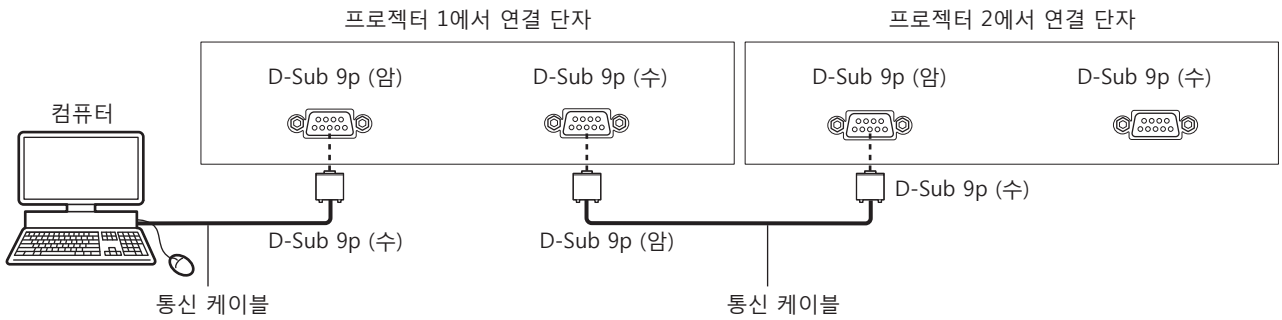 프로젝터 1에서 연결 단자
프로젝터 2에서 연결 단자
D-Sub 9p (암)
D-Sub 9p (수)
D-Sub 9p (암)
D-Sub 9p (수)
컴퓨터
D-Sub 9p (수)
D-Sub 9p (수)
D-Sub 9p (암)
통신 케이블
통신 케이블